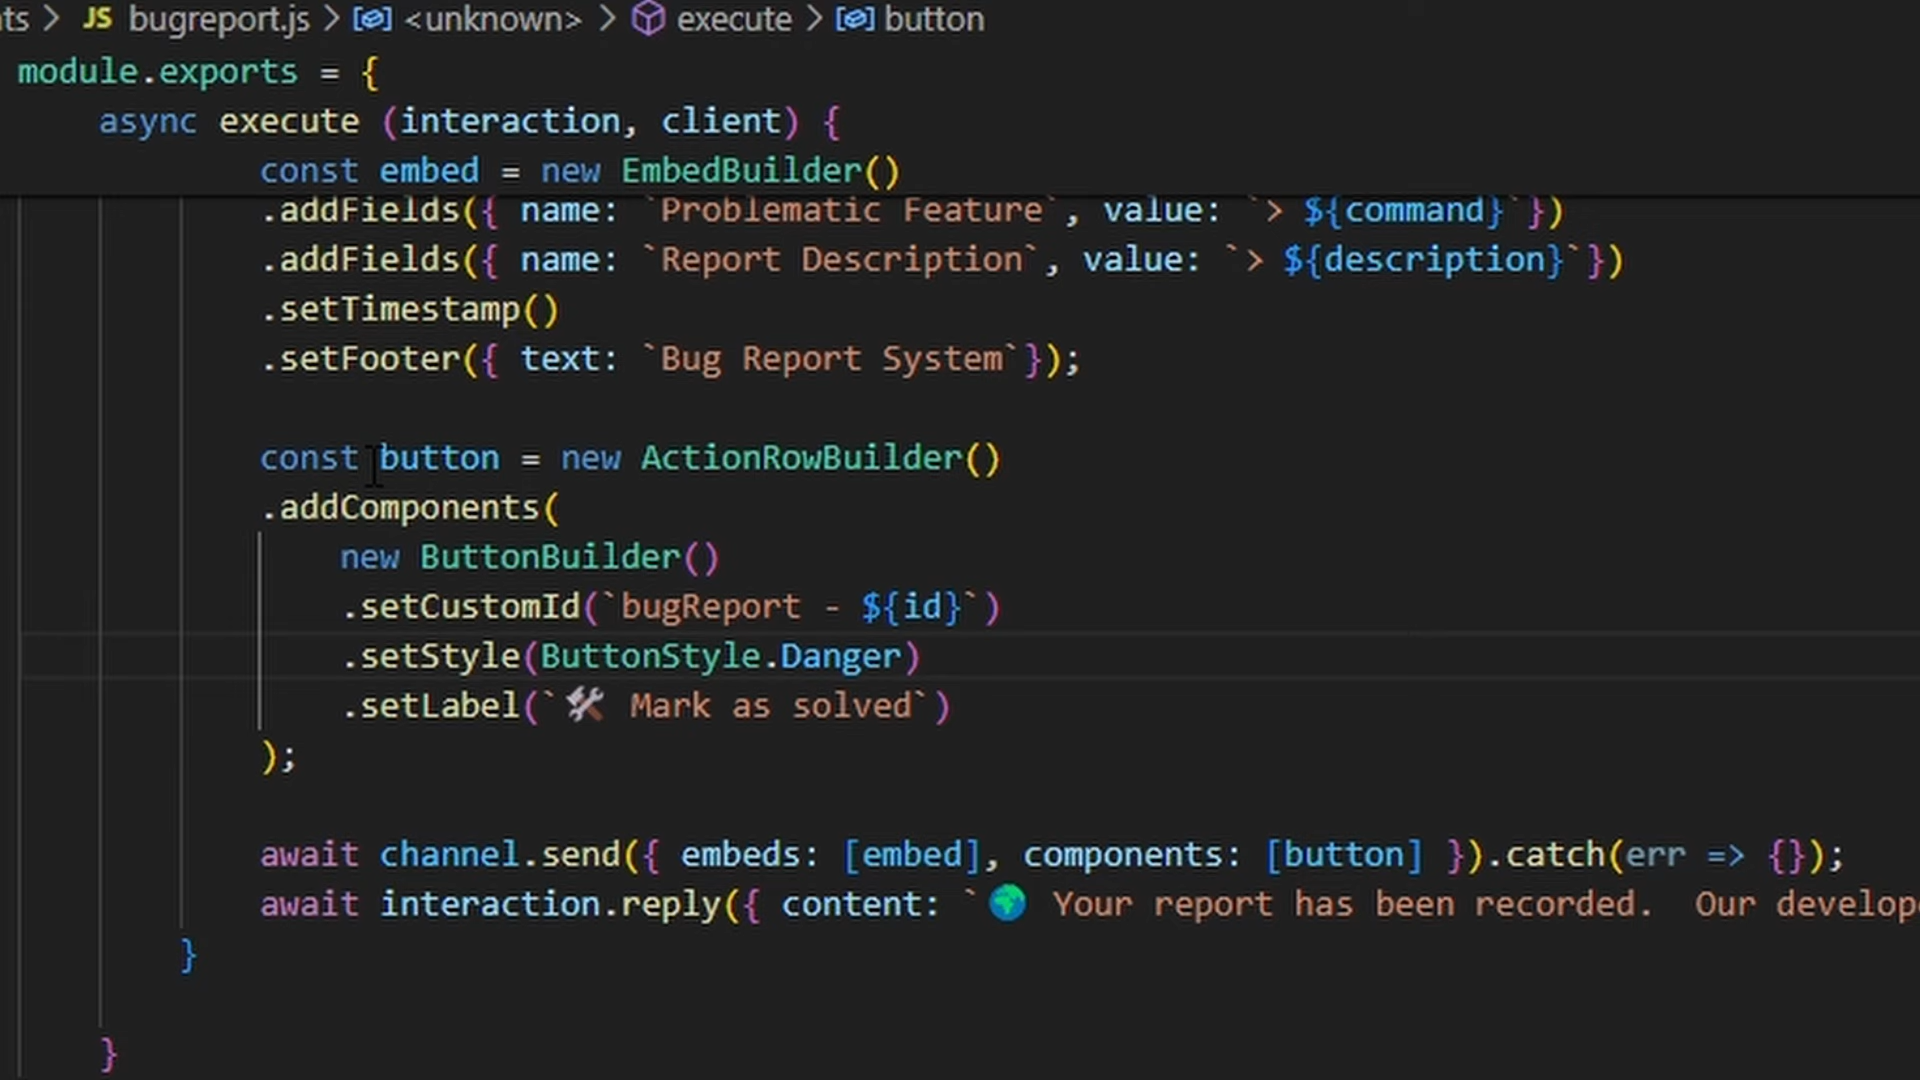 ts > JS bugreport.js > <unknown> > execute > button
module.exports = {
async execute (interaction, client) {
const embed = new EmbedBuilder()
.addFields({ name: `Problematic Feature`, value: `> ${command}`})
.addFields({ name: `Report Description`, value: `> ${description}`})
.setTimestamp()
.setFooter({ text: `Bug Report System`});
const button = new ActionRowBuilder()
.addComponents(
new ButtonBuilder()
.setCustomId(`bugReport - ${id}`)
.setStyle(ButtonStyle.Danger)
.setLabel(`🛠 Mark as solved`)
);
await channel.send({ embeds: [embed], components: [button] }).catch(err => {});
await interaction.reply({ content: `🌍 Your report has been recorded.  Our develop
}
}